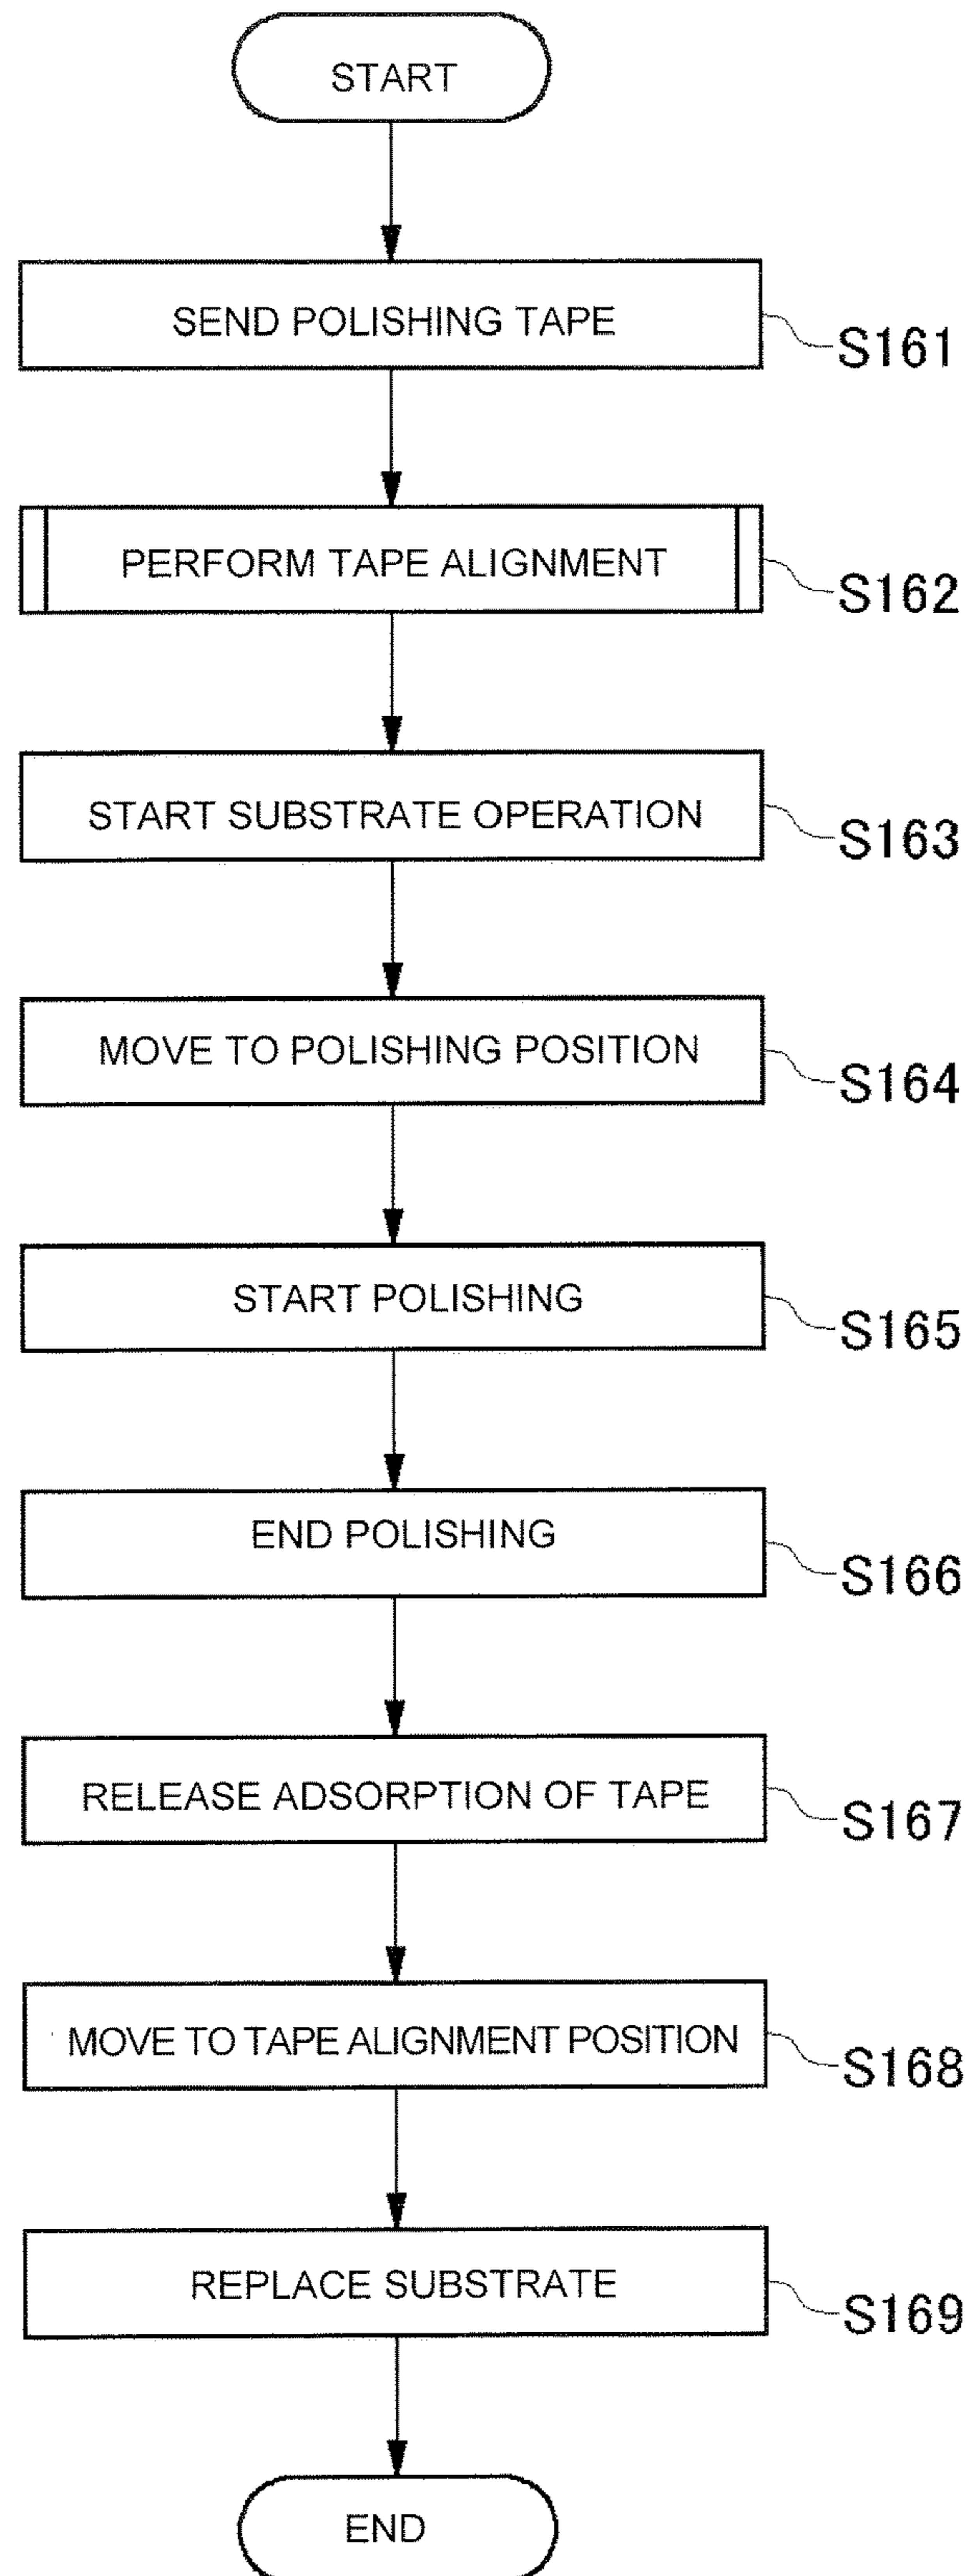 START
SEND POLISHING TAPE
S161
PERFORM TAPE ALIGNMENT
S162
START SUBSTRATE OPERATION
S163
MOVE TO POLISHING POSITION
S164
START POLISHING
S165
END POLISHING
S166
RELEASE ADSORPTION OF TAPE
S167
MOVE TO TAPE ALIGNMENT POSITION
S168
REPLACE SUBSTRATE
S169
END